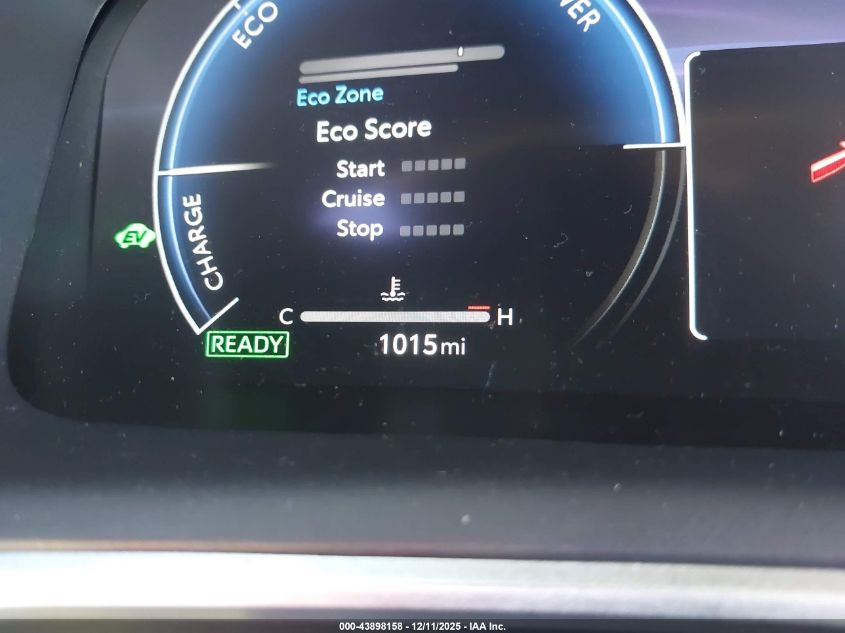 ECO
Eco Zone
Eco Score
Start
Cruise
Stop
CHARGE
EV
C
H
READY
1015mi
000-43898158 - 12/11/2025 - IAA Inc.